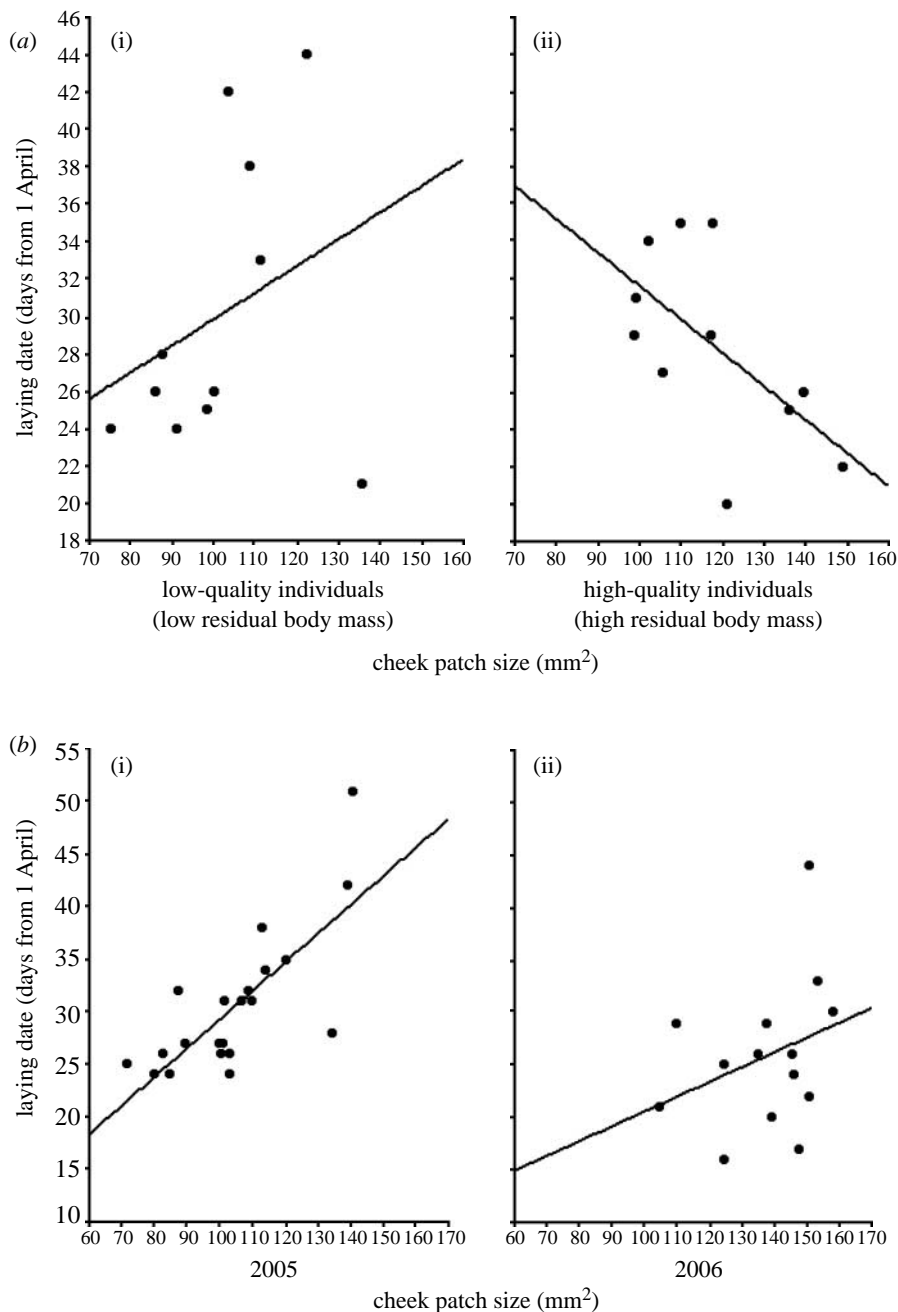 (a)
(i)
(ii)
46
44
42
40
38
36
34
32
30
28
26
24
22
20
18
laying date (days from 1 April)
70 80 90 100 110 120 130 140 150 160
70 80 90 100 110 120 130 140 150 160
low-quality individuals
(low residual body mass)
high-quality individuals
(high residual body mass)
cheek patch size (mm²)
(b)
(i)
(ii)
55
50
45
40
35
30
25
20
15
10
laying date (days from 1 April)
60 70 80 90 100 110 120 130 140 150 160 170
60 70 80 90 100 110 120 130 140 150 160 170
2005
2006
cheek patch size (mm²)